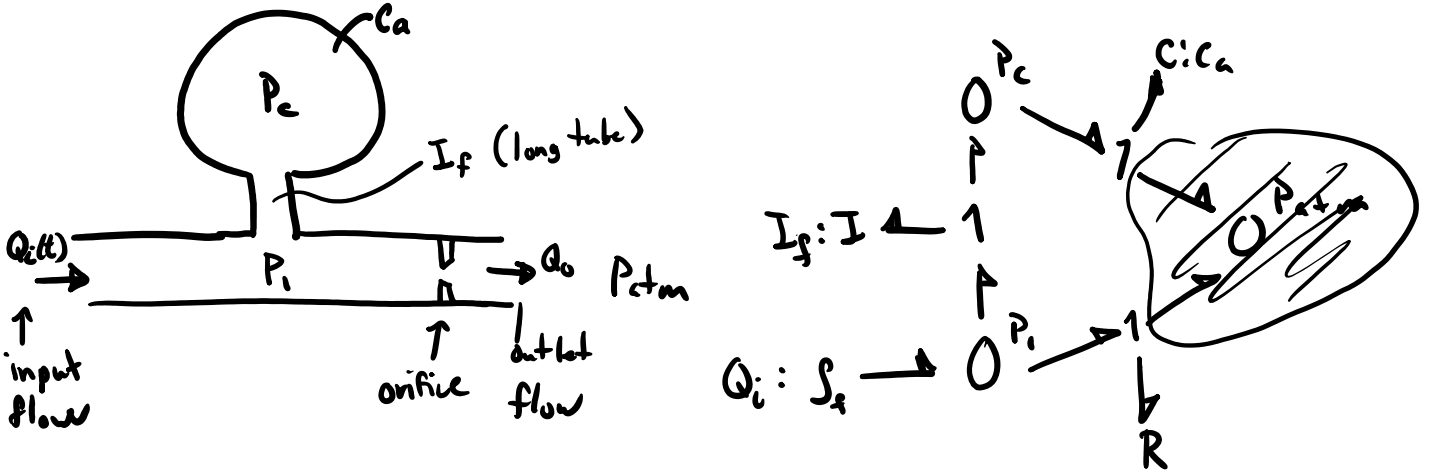 Ca
Pc
If (long tube)
Qi(t)
P1
Qo
Patm
input
flow
orifice
outlet
flow
Pc
C:Ca
1
0
Patm
0
If:I
1
P1
1
Qi: Sf
0
R